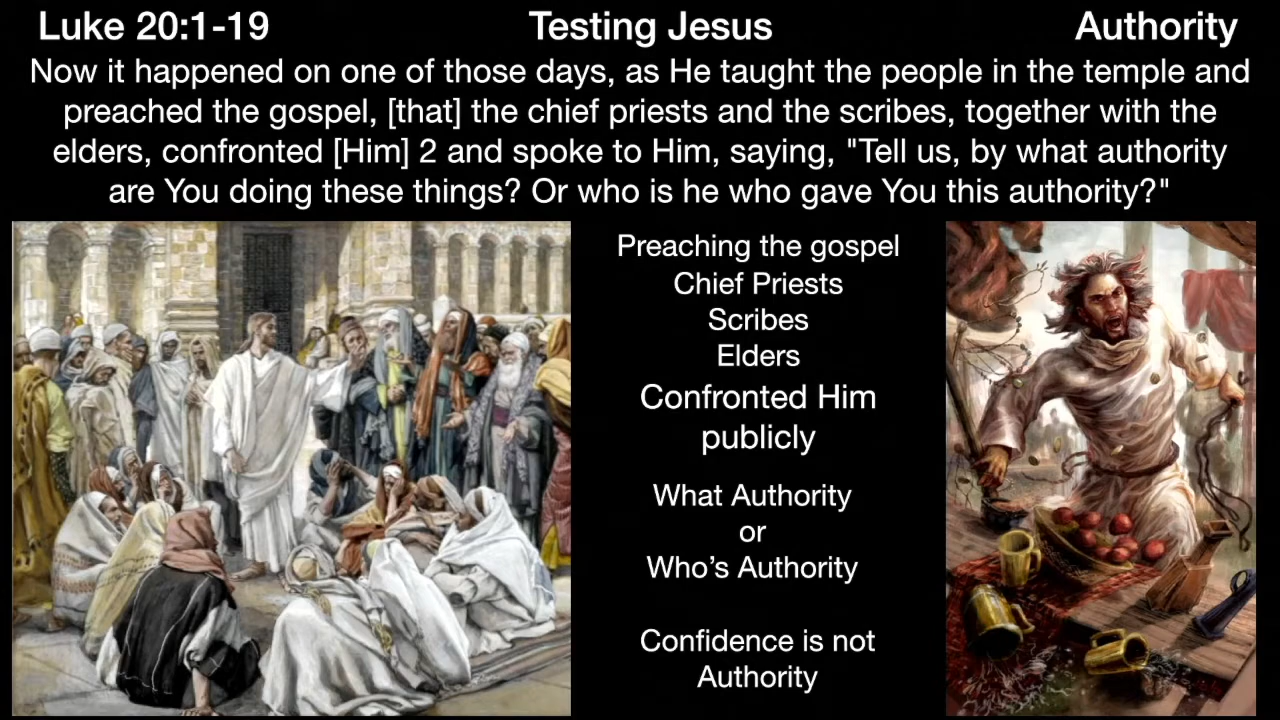 Luke 20:1-19 Testing Jesus Authority
Now it happened on one of those days, as He taught the people in the temple and
preached the gospel, [that] the chief priests and the scribes, together with the
elders, confronted [Him] 2 and spoke to Him, saying, "Tell us, by what authority
are You doing these things? Or who is he who gave You this authority?"
Preaching the gospel
Chief Priests
Scribes
Elders
Confronted Him
publicly
What Authority
or
Who’s Authority
Confidence is not
Authority